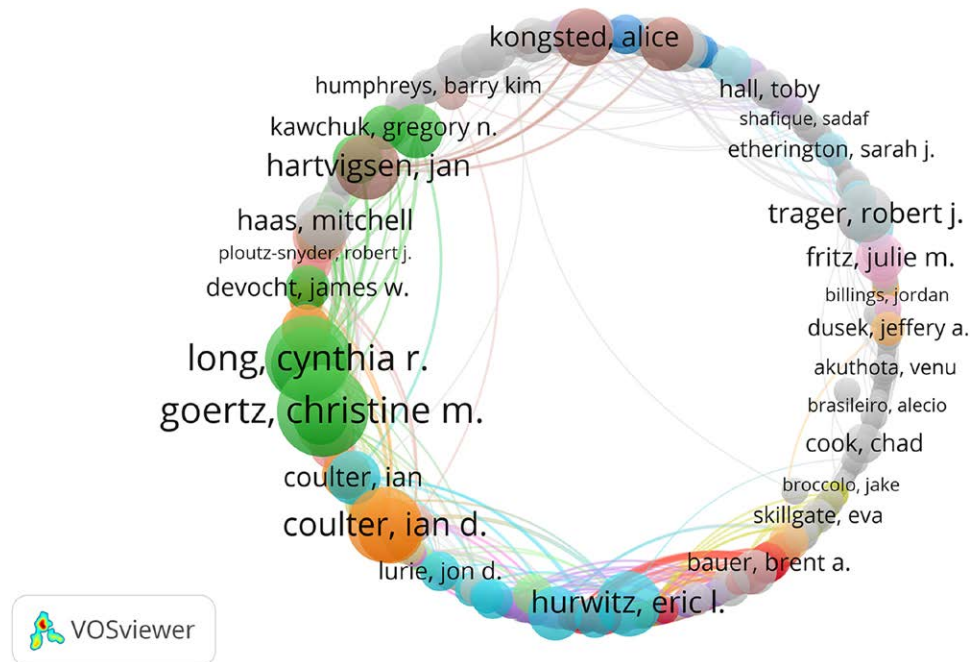 kongsted, alice
humphreys, barry kim
hall, toby
kawchuk, gregory n.
shafique, sadaf
hartvigsen, jan
etherington, sarah j.
haas, mitchell
trager, robert j.
ploutz-snyder, robert j.
fritz, julie m.
devocht, james w.
billings, jordan
dusek, jeffery a.
long, cynthia r.
akuthota, venu
goertz, christine m.
brasileiro, alecio
cook, chad
coulter, ian
broccolo, jake
skillgate, eva
coulter, ian d.
lurie, jon d.
bauer, brent a.
hurwitz, eric l.
VOSviewer